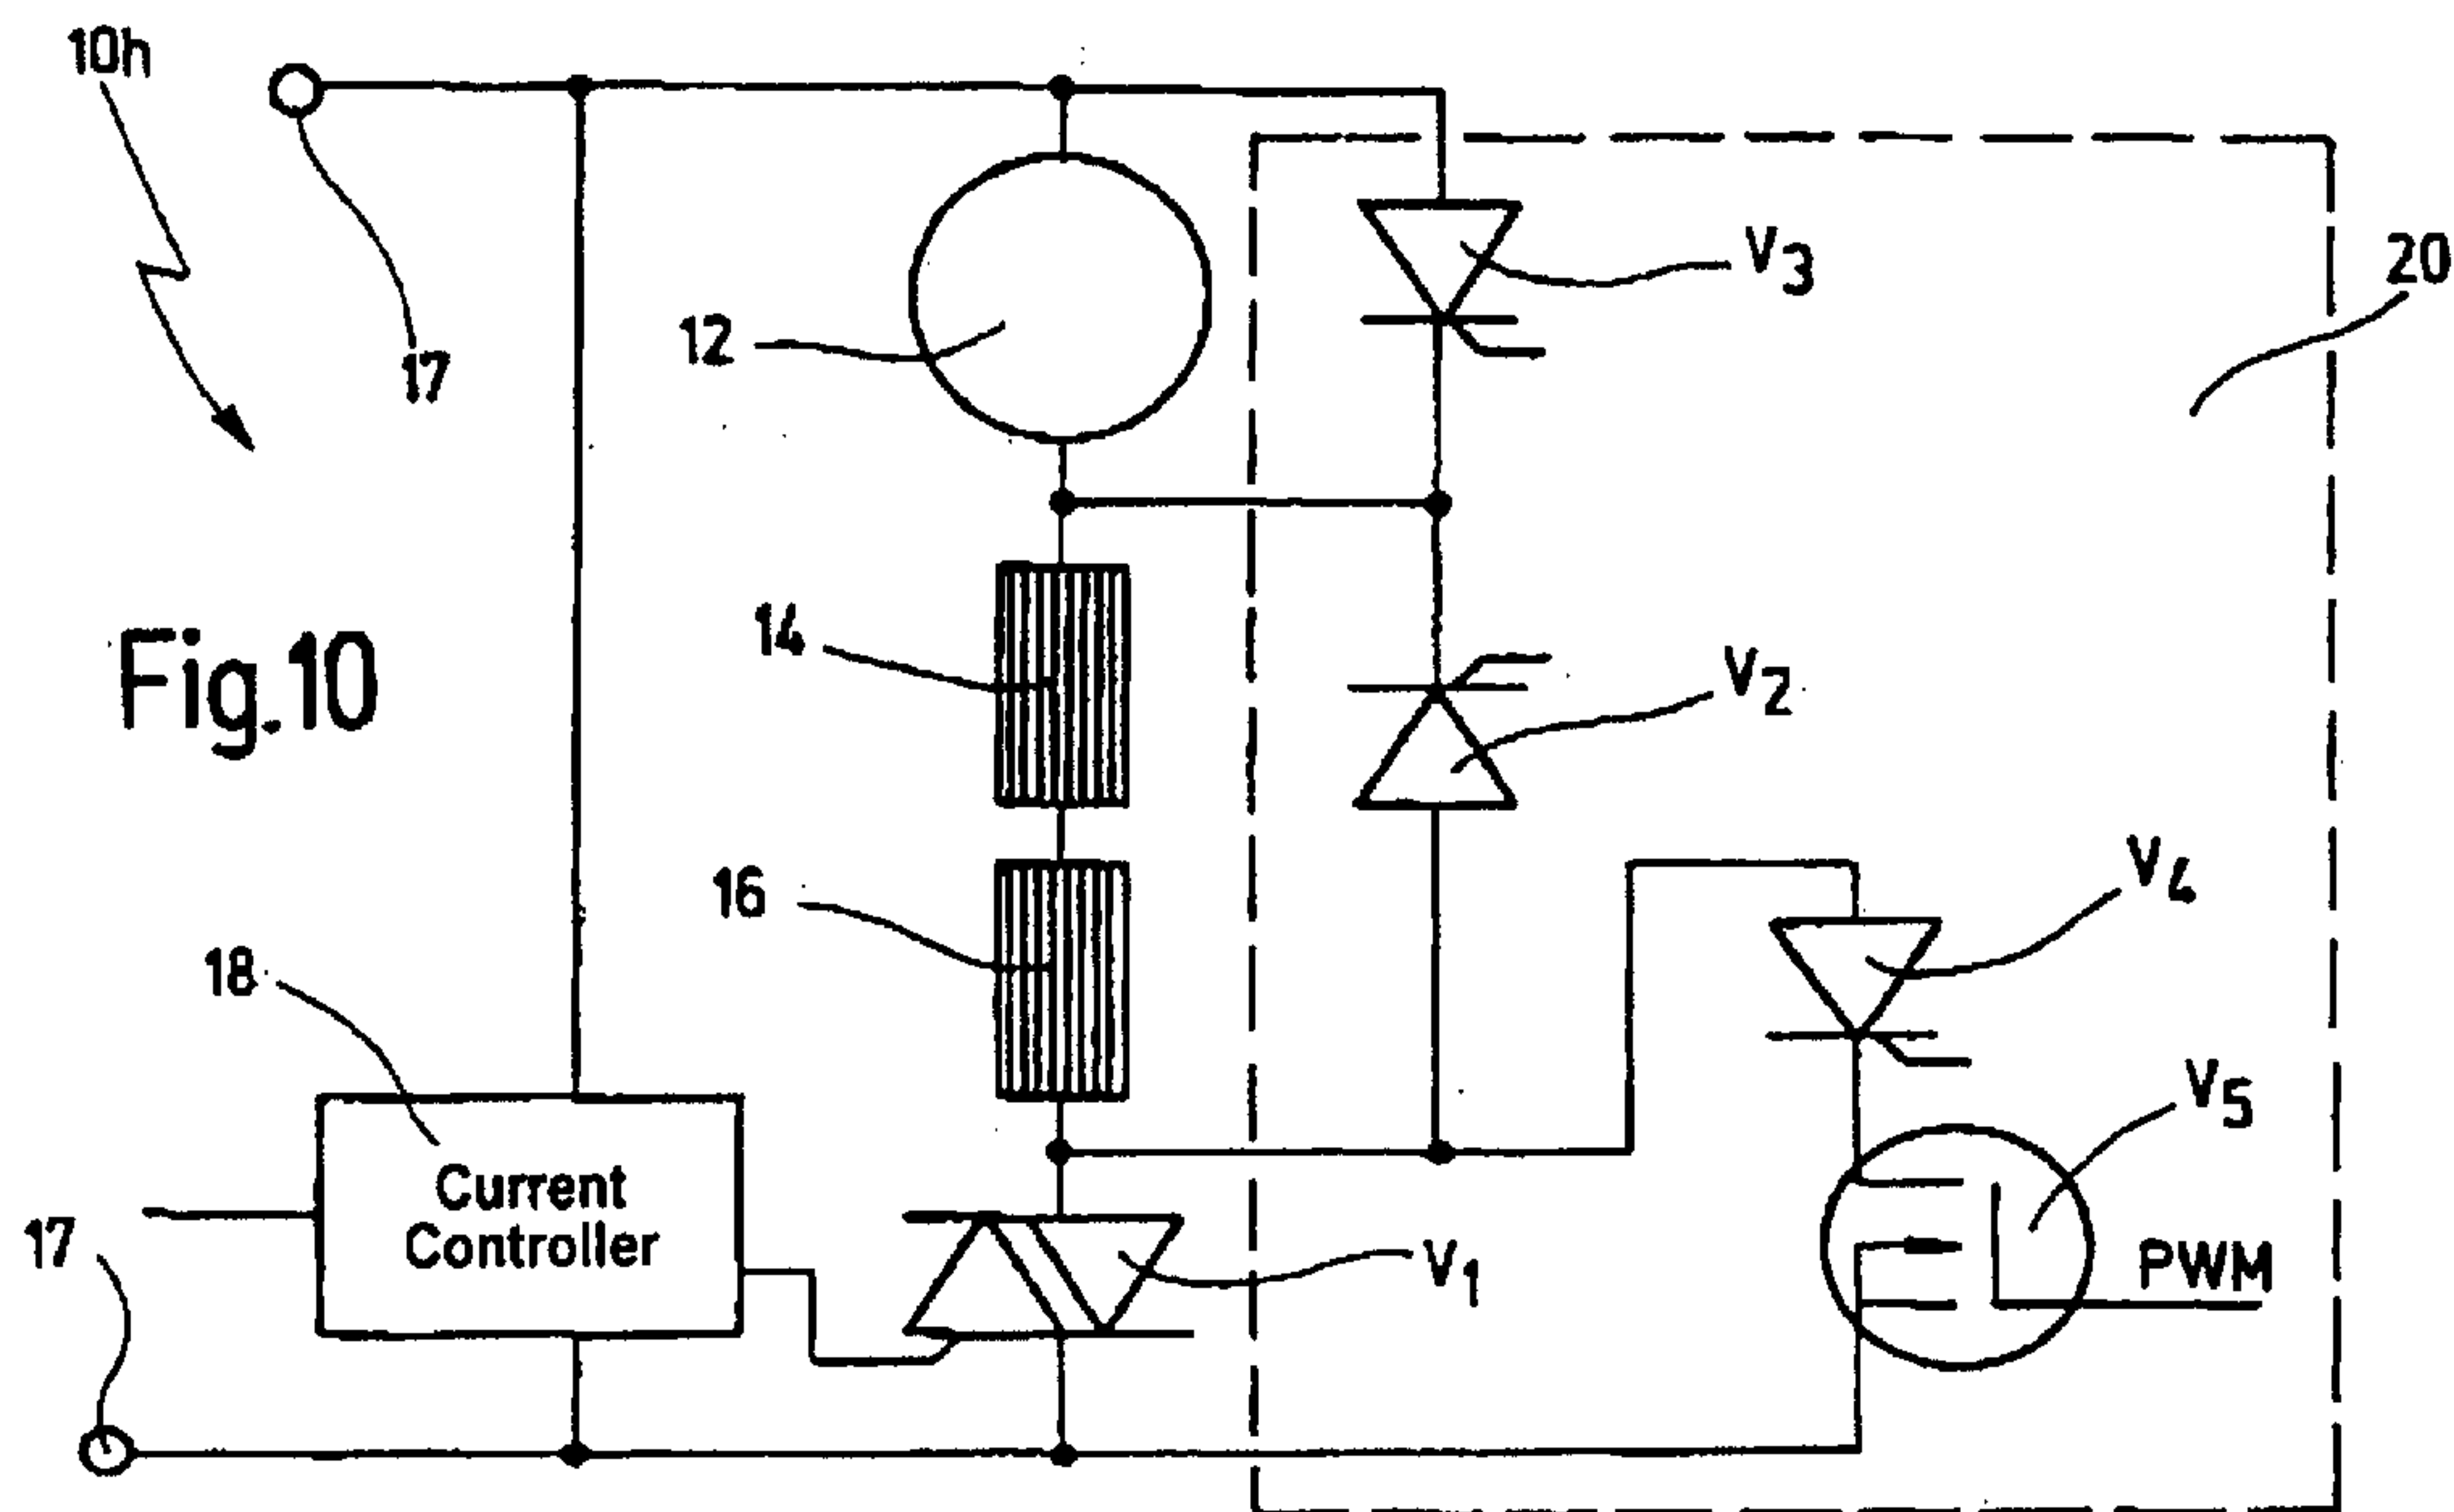 10h
17
12
V3
20
14
Fig.10
V2
16
V4
18
V5
Current
Controller
17
V1
PWM